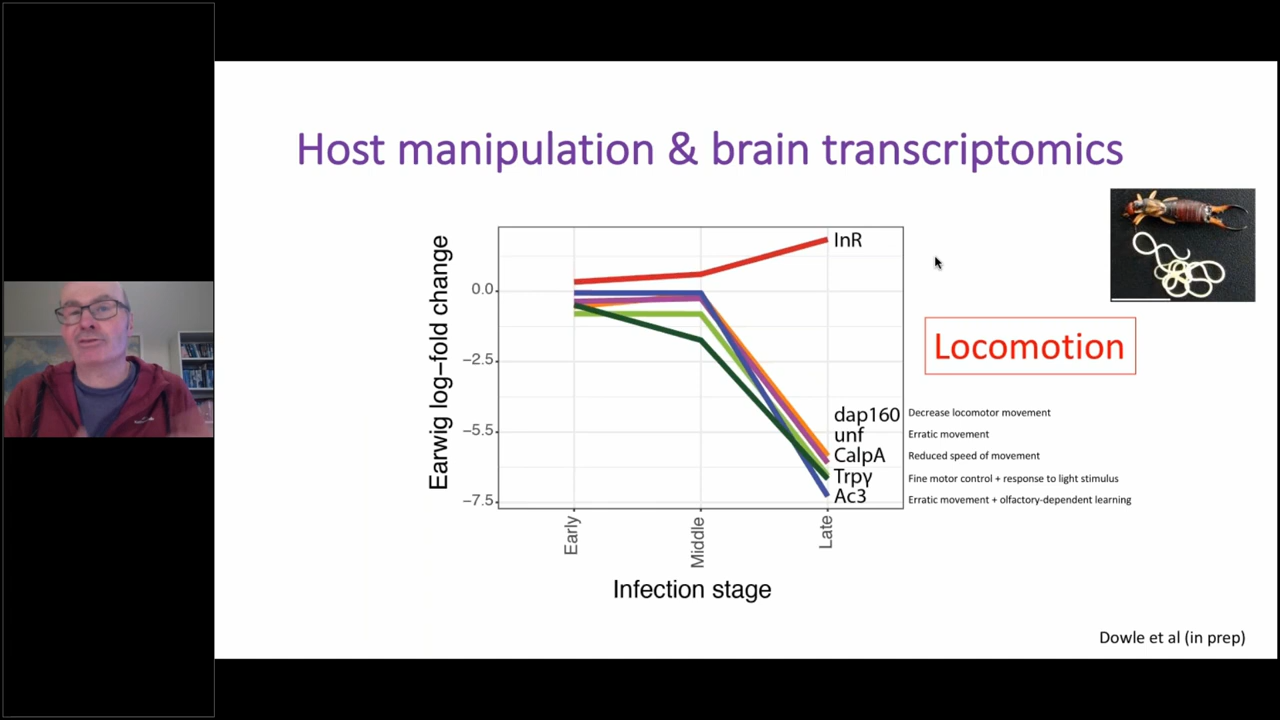 Host manipulation & brain transcriptomics
Earwig log-fold change
0.0
−2.5
−5.5
−7.5
InR
dap160
unf
CalpA
Trpγ
Ac3
Early
Middle
Late
Infection stage
Locomotion
Decrease locomotor movement
Erratic movement
Reduced speed of movement
Fine motor control + response to light stimulus
Erratic movement + olfactory-dependent learning
Dowle et al (in prep)